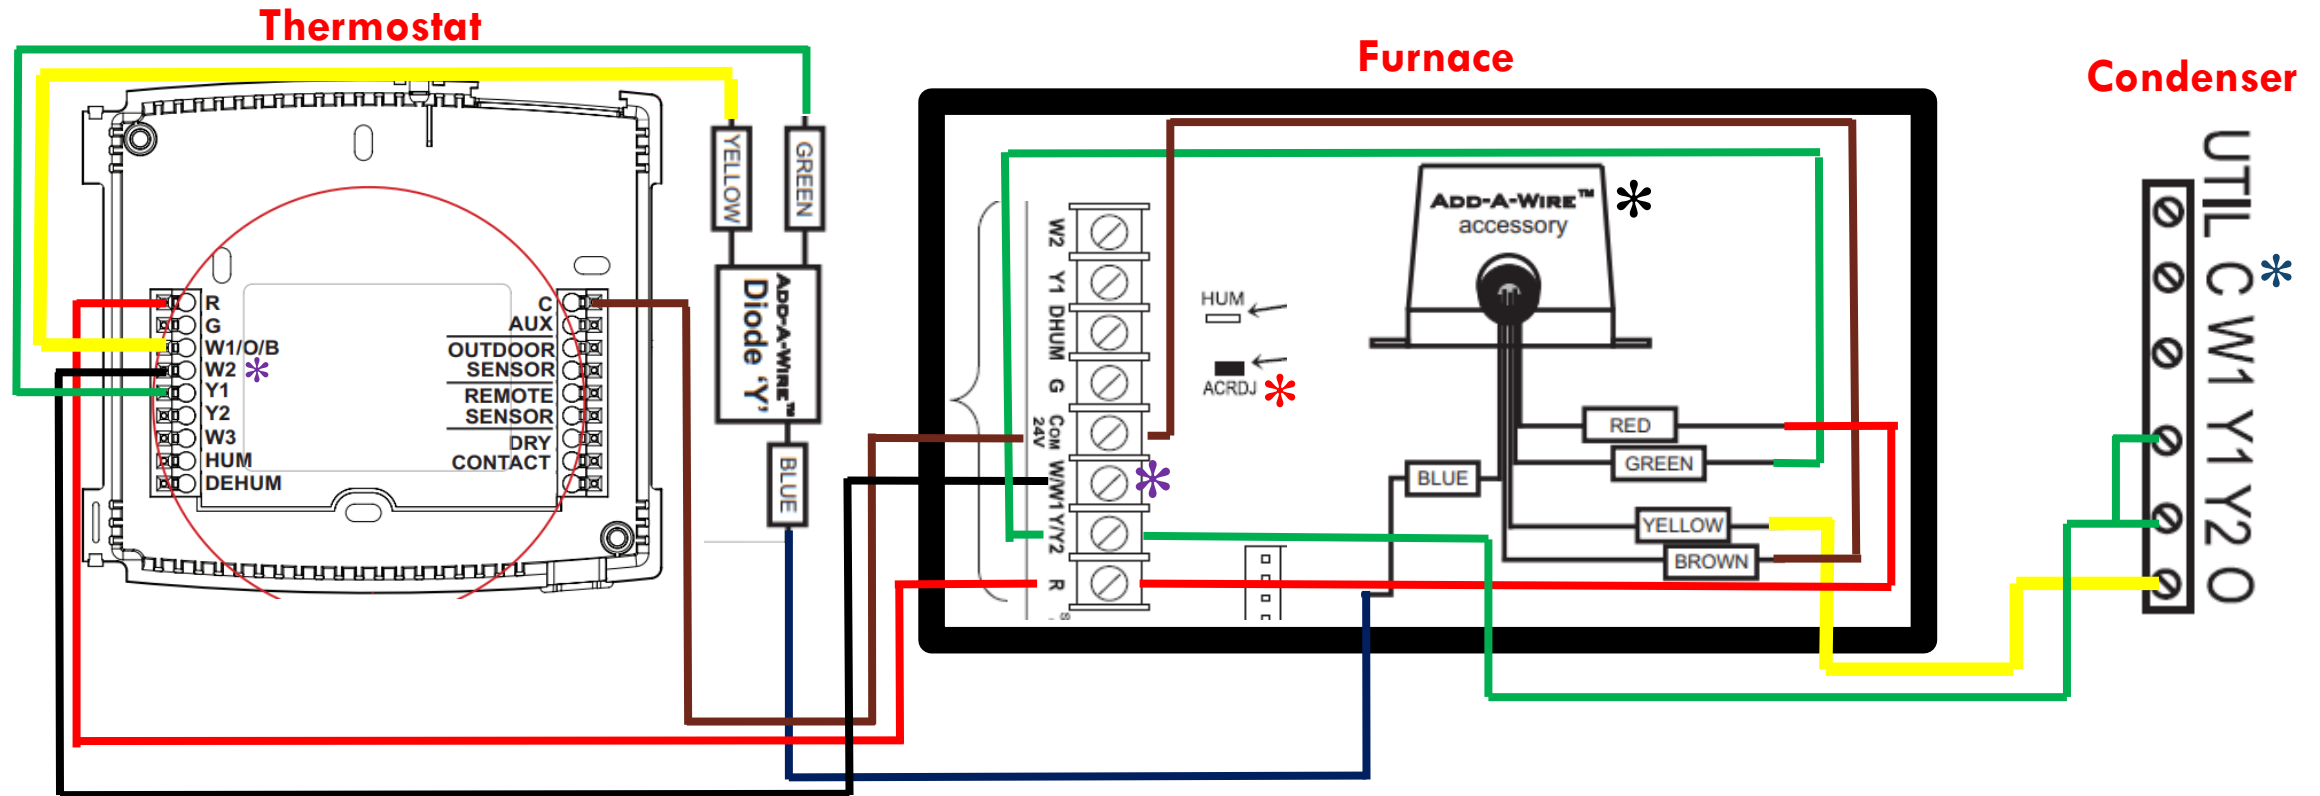 Thermostat
Furnace
Condenser
YELLOW
GREEN
ADD-A-WIRE™
Diode 'Y'
BLUE
R
G
W1/O/B
W2 *
Y1
Y2
W3
HUM
DEHUM
C
AUX
OUTDOOR
SENSOR
REMOTE
SENSOR
DRY
CONTACT
W2
Y1
DHUM
G
COM
24V
W/W1 *
Y/Y2
R
HUM
ACRDJ *
ADD-A-WIRE™ *
accessory
RED
GREEN
BLUE
YELLOW
BROWN
UTIL
C *
W1
Y1
Y2
O